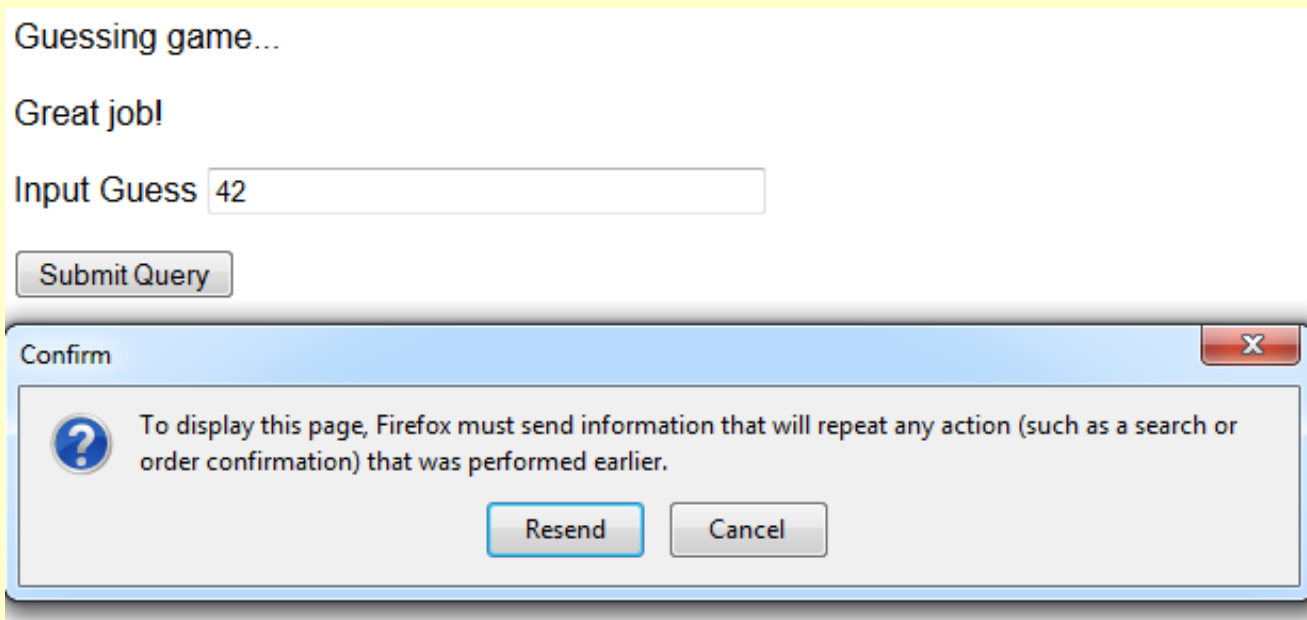 Guessing game...
Great job!
Input Guess 42
Submit Query
Confirm
To display this page, Firefox must send information that will repeat any action (such as a search or
order confirmation) that was performed earlier.
Resend Cancel